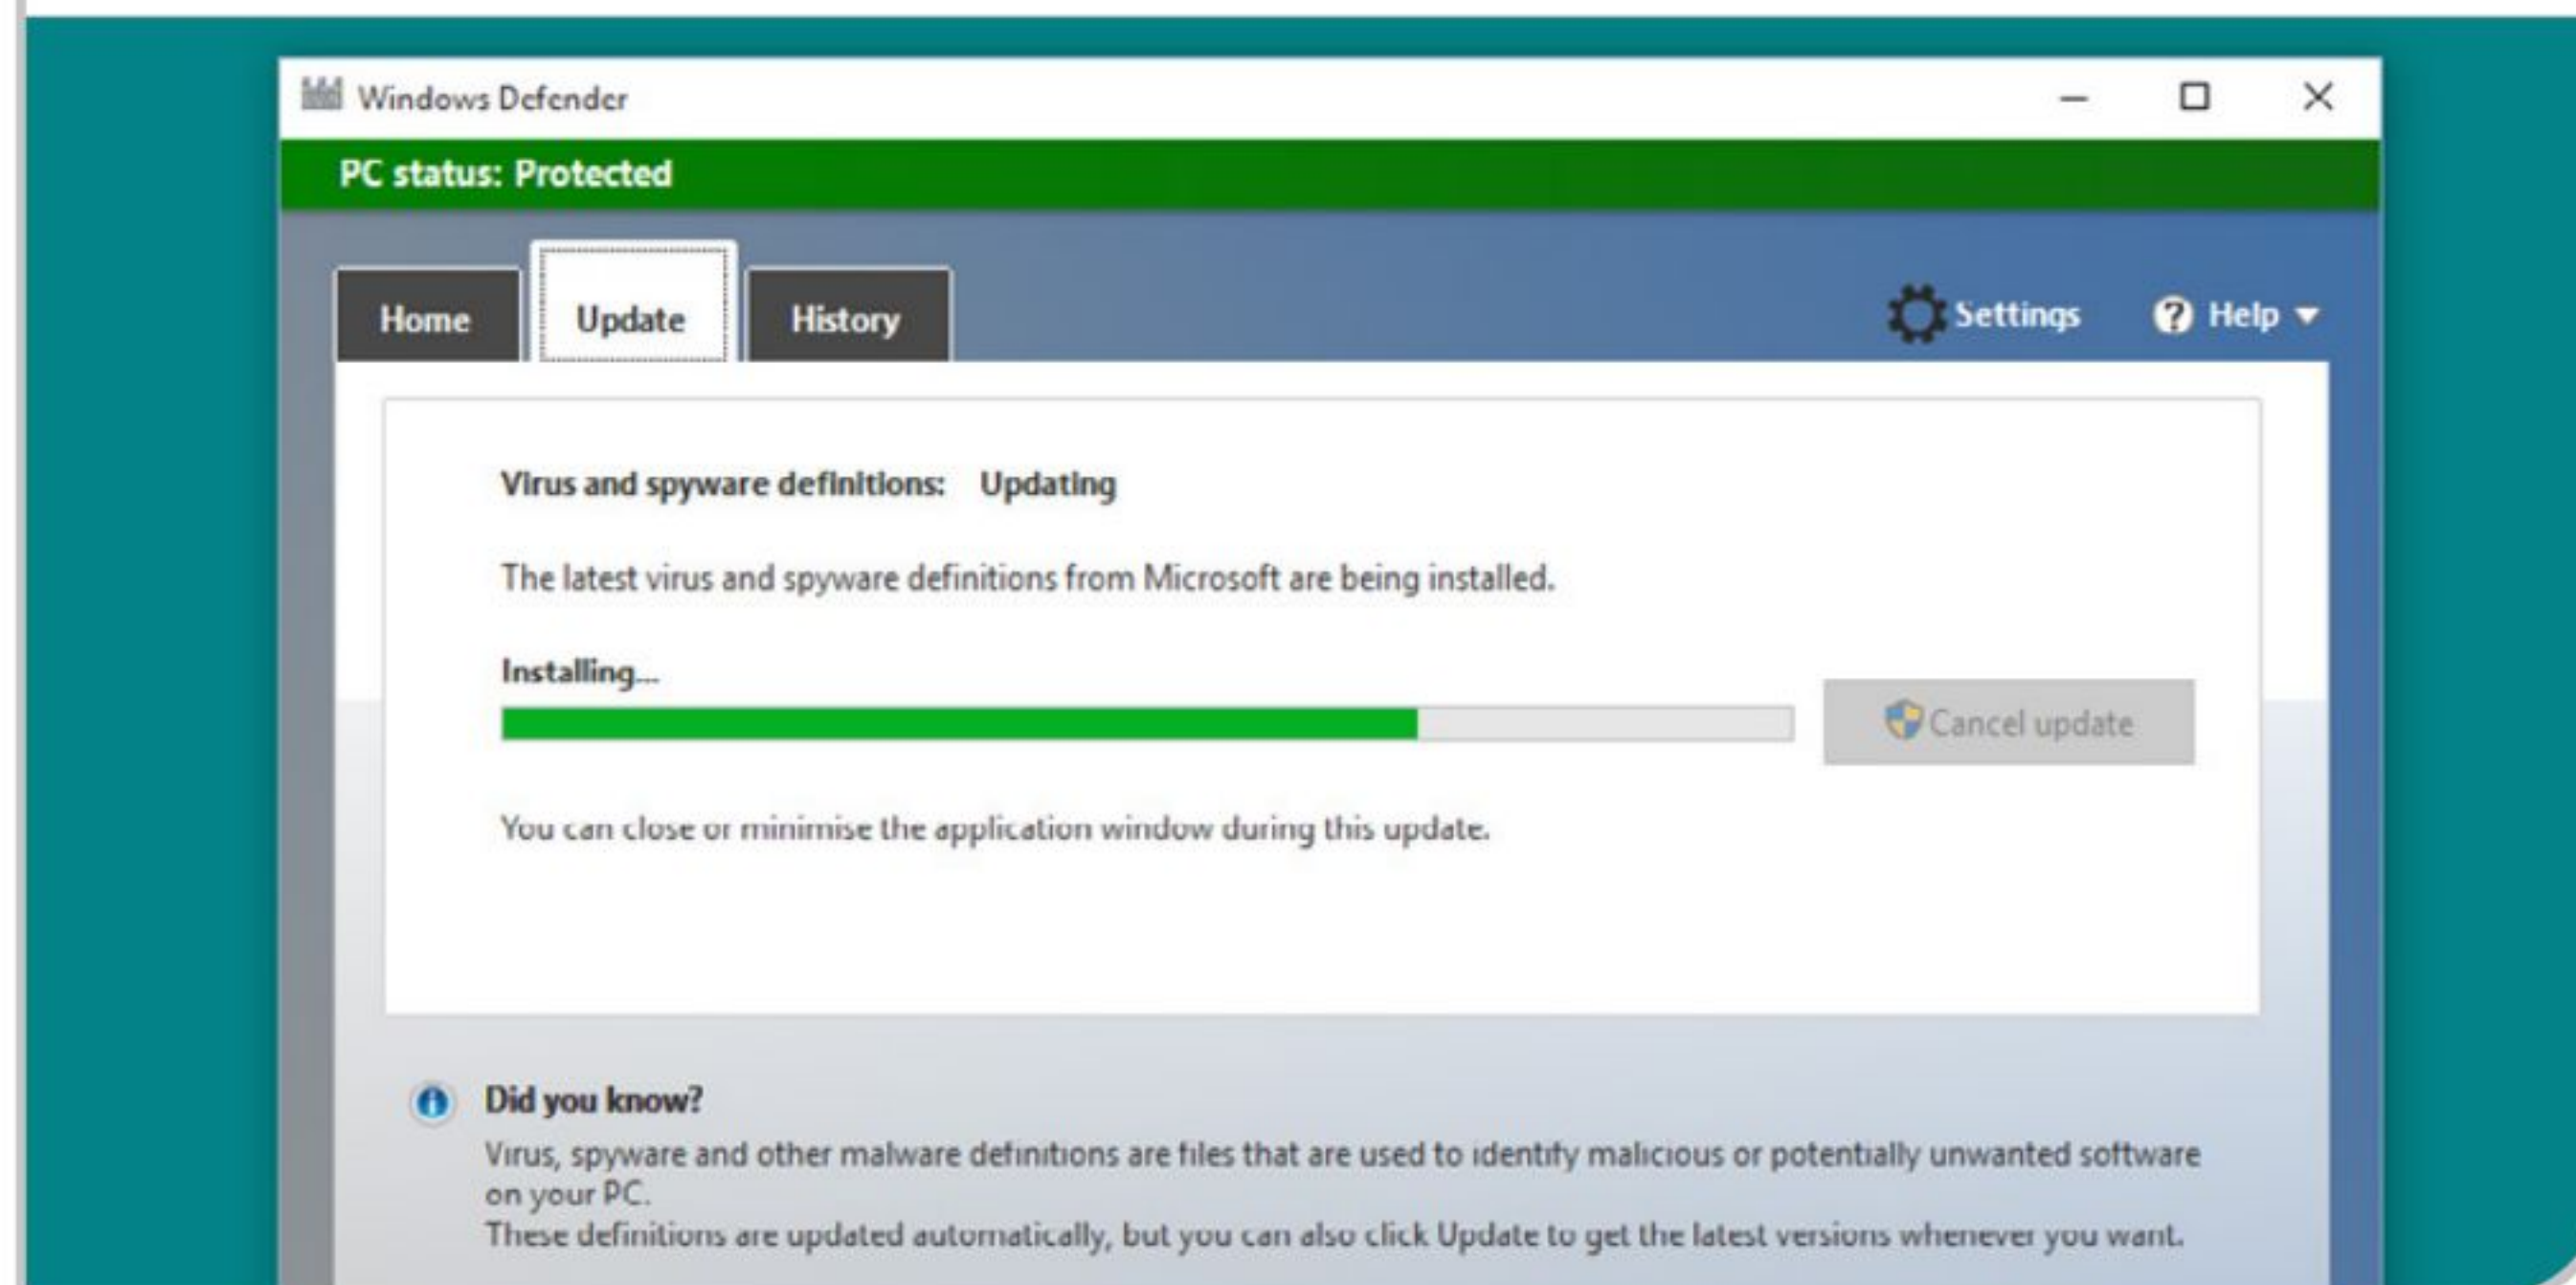 Windows Defender
PC status: Protected
Home
Update
History
Settings
? Help
Virus and spyware definitions: Updating
The latest virus and spyware definitions from Microsoft are being installed.
Installing...
Cancel update
You can close or minimise the application window during this update.
Did you know?
Virus, spyware and other malware definitions are files that are used to identify malicious or potentially unwanted software
on your PC.
These definitions are updated automatically, but you can also click Update to get the latest versions whenever you want.